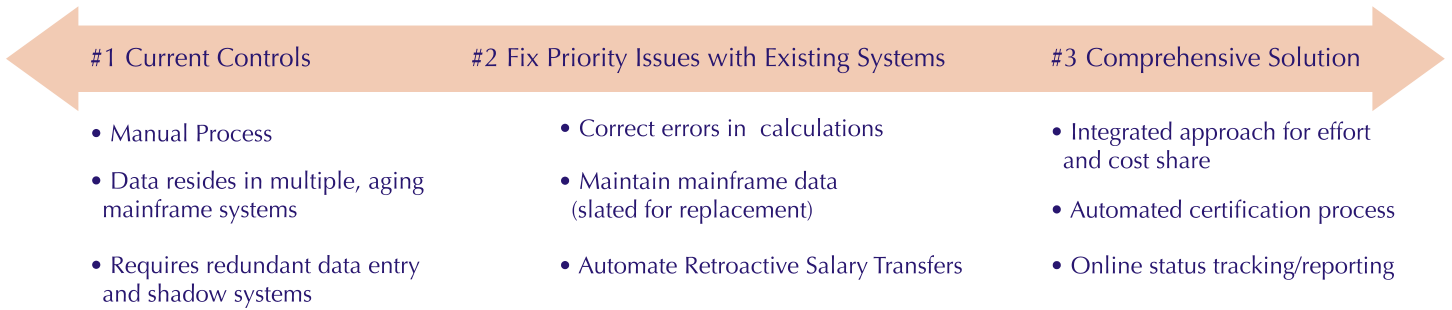 #1 Current Controls
#2 Fix Priority Issues with Existing Systems
#3 Comprehensive Solution
• Manual Process
• Data resides in multiple, aging
mainframe systems
• Requires redundant data entry
and shadow systems
• Correct errors in  calculations
• Maintain mainframe data
(slated for replacement)
• Automate Retroactive Salary Transfers
• Integrated approach for effort
and cost share
• Automated certification process
• Online status tracking/reporting